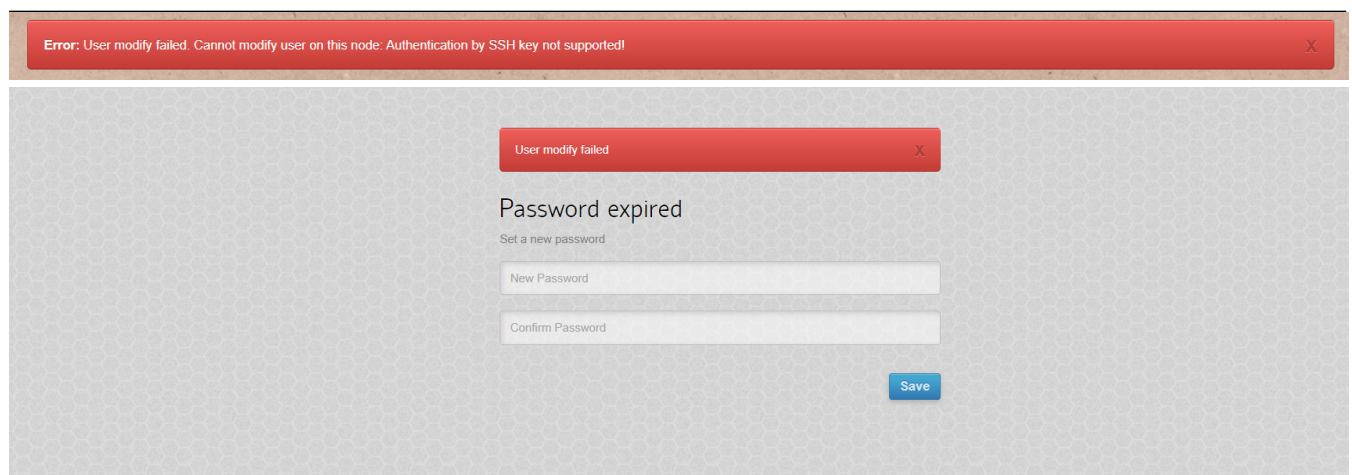 Error: User modify failed. Cannot modify user on this node: Authentication by SSH key not supported!
X
User modify failed
X
Password expired
Set a new password
New Password
Confirm Password
Save